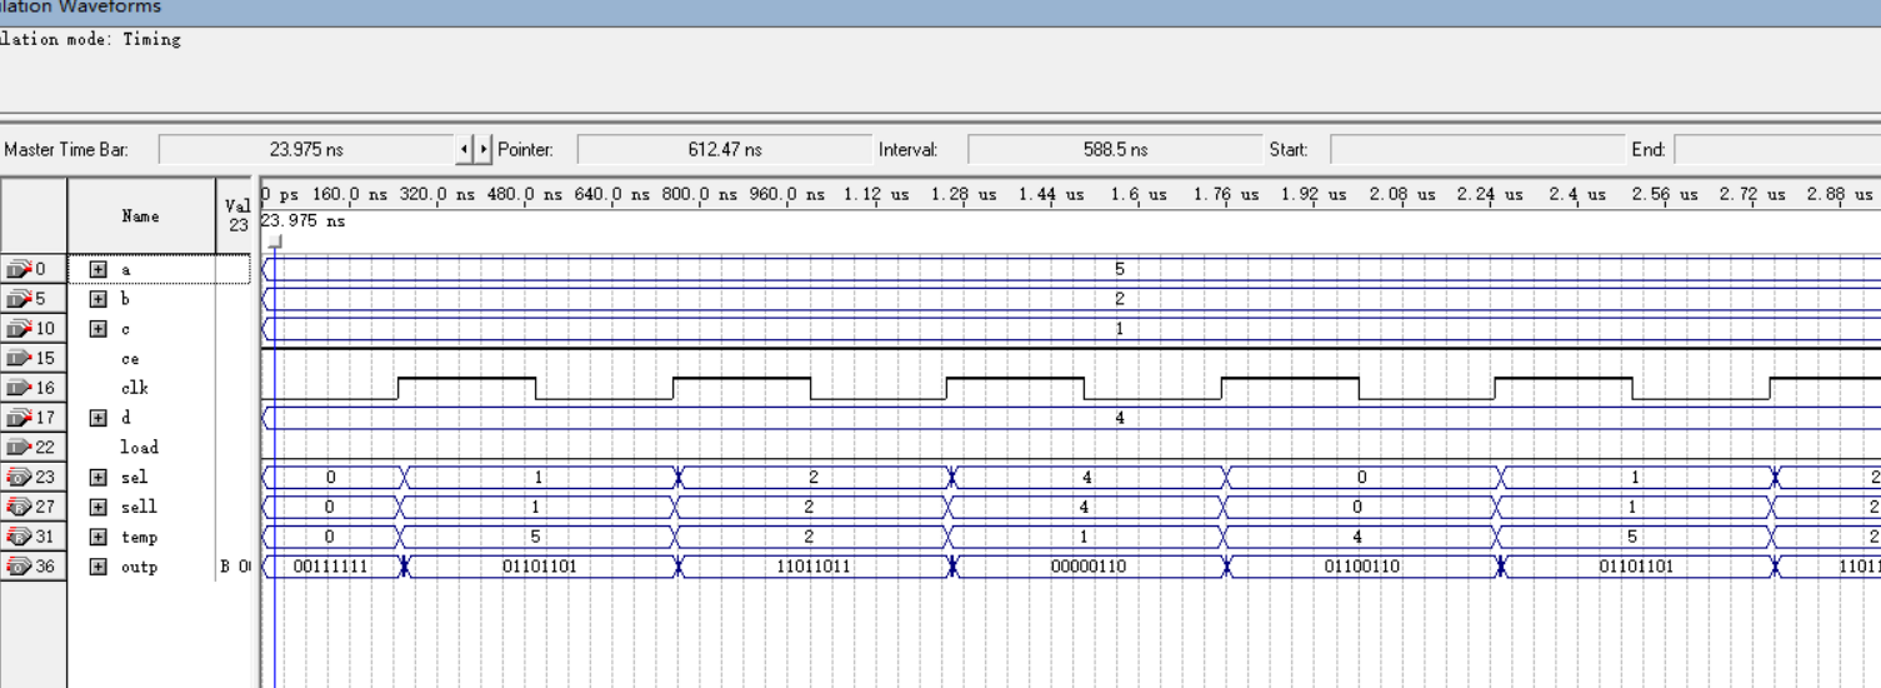 lation Waveforms
lation mode: Timing
Master Time Bar: 23.975 ns Pointer: 612.47 ns Interval: 588.5 ns Start: End:
Name Val 23 0 ps 160.0 ns 320.0 ns 480.0 ns 640.0 ns 800.0 ns 960.0 ns 1.12 us 1.28 us 1.44 us 1.6 us 1.76 us 1.92 us 2.08 us 2.24 us 2.4 us 2.56 us 2.72 us 2.88 us
23.975 ns
0 a 5
5 b 2
10 c 1
15 ce
16 clk
17 d 4
22 load
23 sel 0 1 2 4 0 1 2
27 sell 0 1 2 4 0 1 2
31 temp 0 5 2 1 4 5 2
36 outp B 0 00111111 01101101 11011011 00000110 01100110 01101101 11011